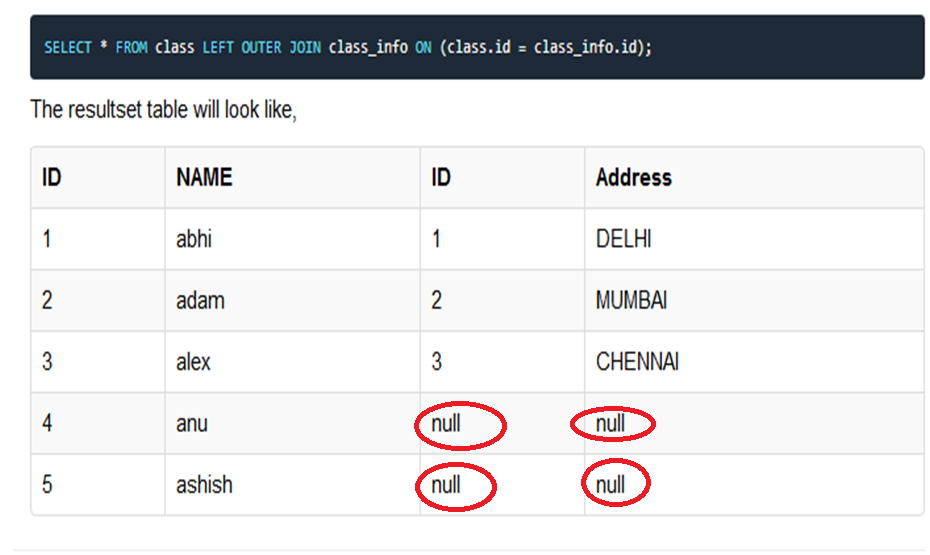 SELECT * FROM class LEFT OUTER JOIN class_info ON (class.id = class_info.id);
The resultset table will look like,
ID NAME ID Address
1 abhi 1 DELHI
2 adam 2 MUMBAI
3 alex 3 CHENNAI
4 anu null null
5 ashish null null